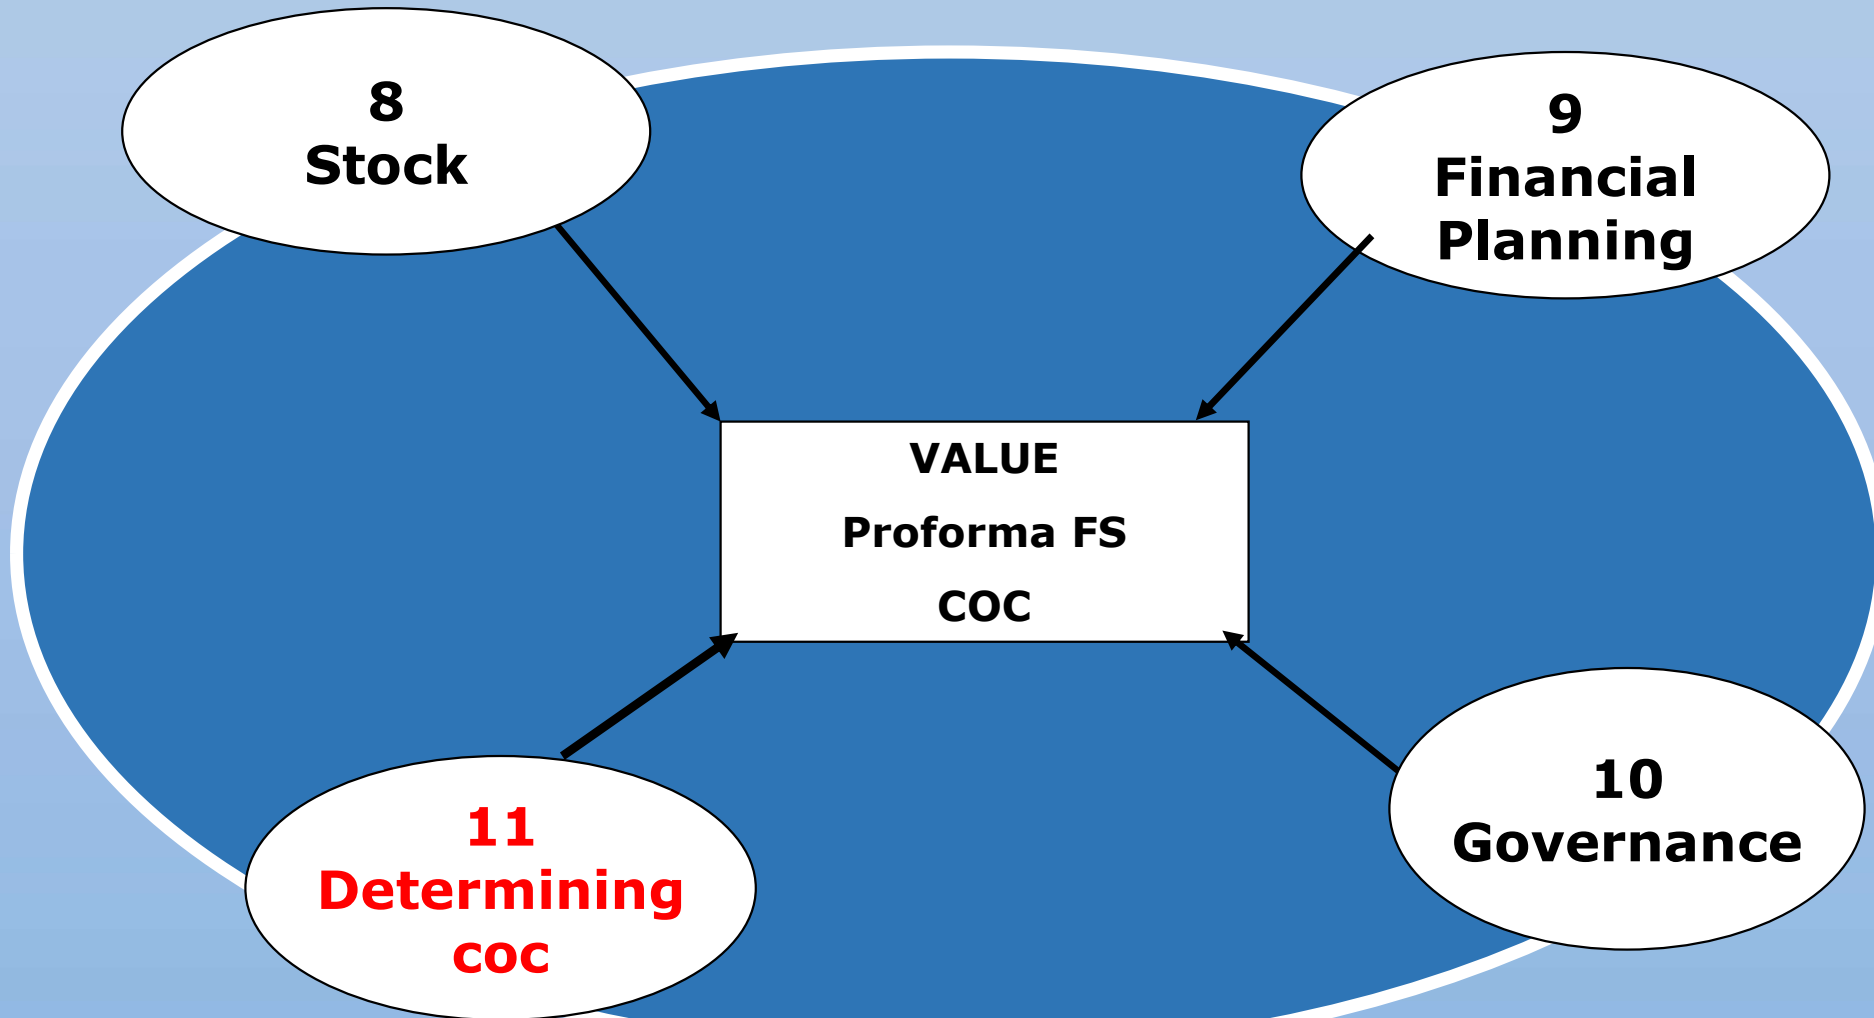 8
Stock
9
Financial
Planning
VALUE
Proforma FS
COC
11
Determining
coc
10
Governance